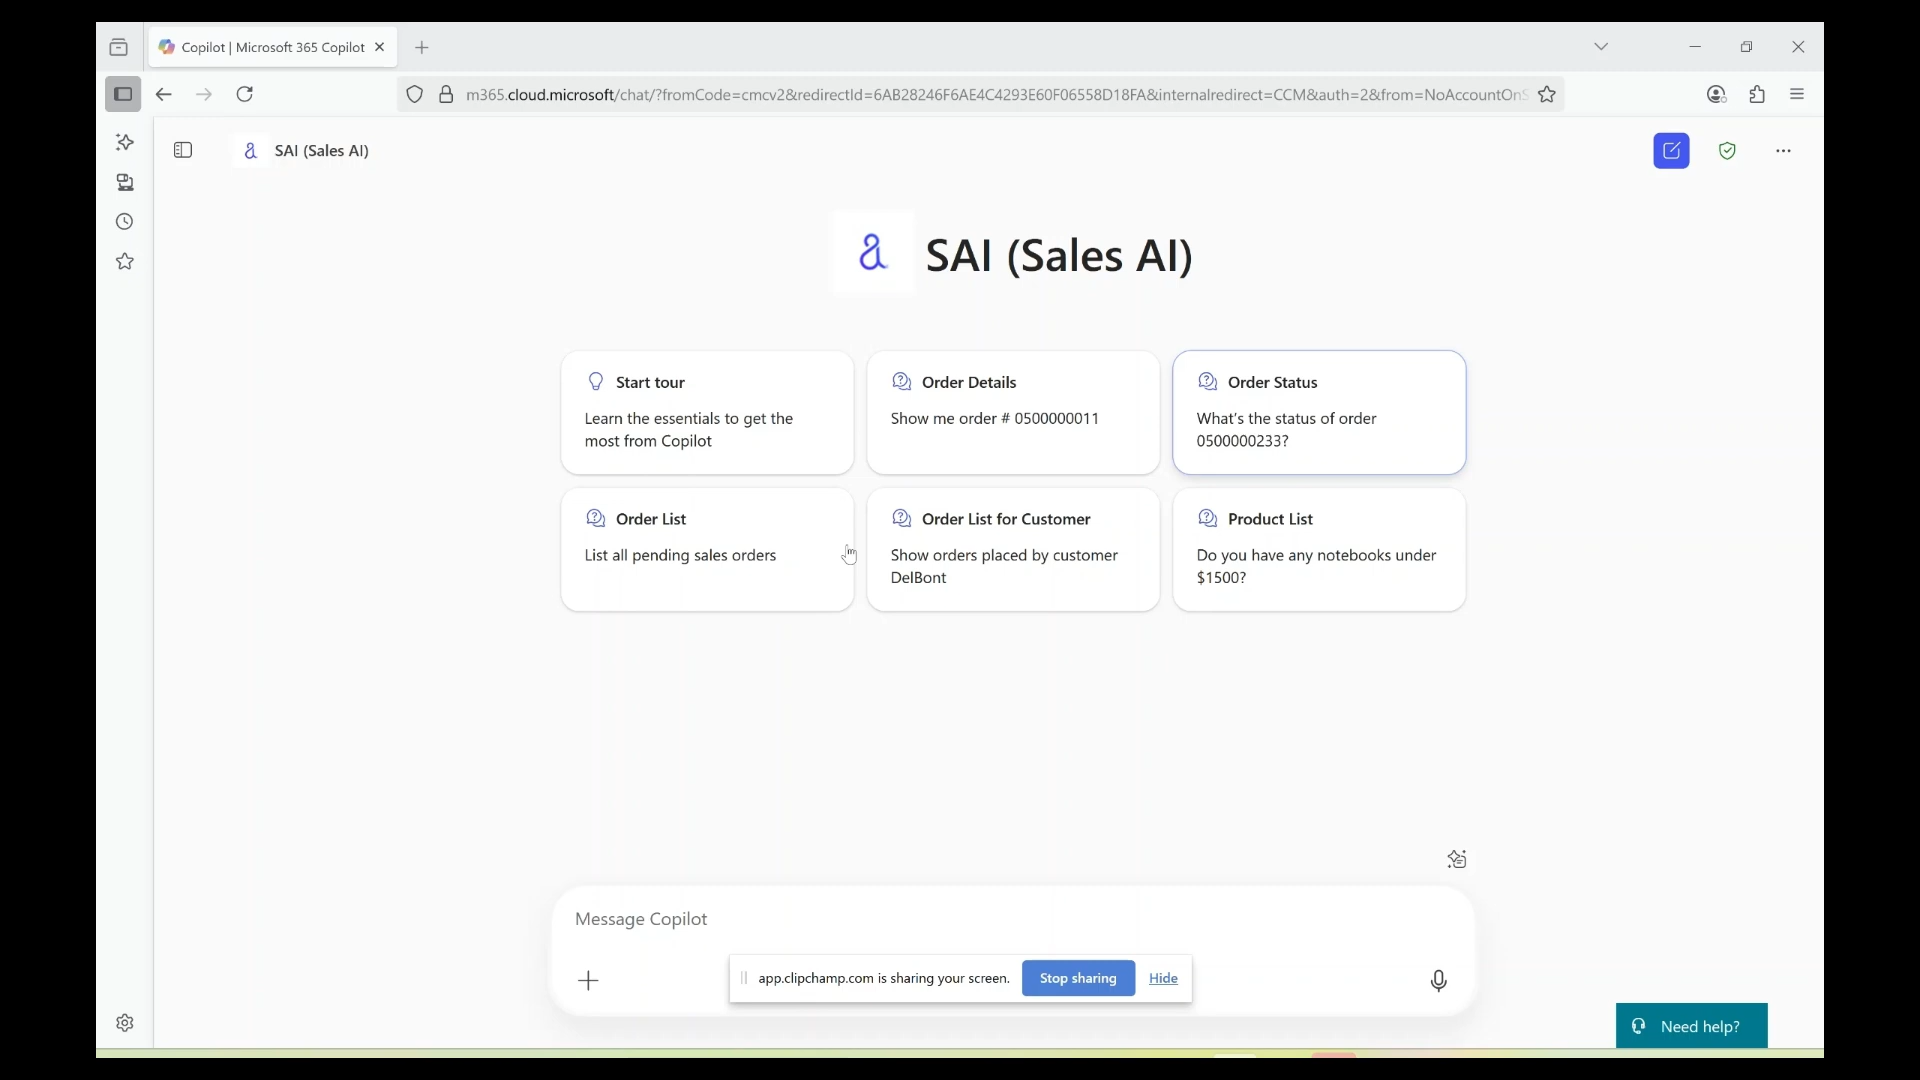 Copilot | Microsoft 365 Copilot
m365.cloud.microsoft/chat/?fromCode=cmcv2&redirectId=6AB28246F6AE4C4293E60F06558D18FA&internalredirect=CCM&auth=2&from=NoAccountOnS
SAI (Sales AI)
SAI (Sales AI)
Start tour
Learn the essentials to get the
most from Copilot
Order Details
Show me order # 0500000011
Order Status
What's the status of order
0500000233?
Order List
List all pending sales orders
Order List for Customer
Show orders placed by customer
DelBont
Product List
Do you have any notebooks under
$1500?
Message Copilot
app.clipchamp.com is sharing your screen.
Stop sharing
Hide
Need help?